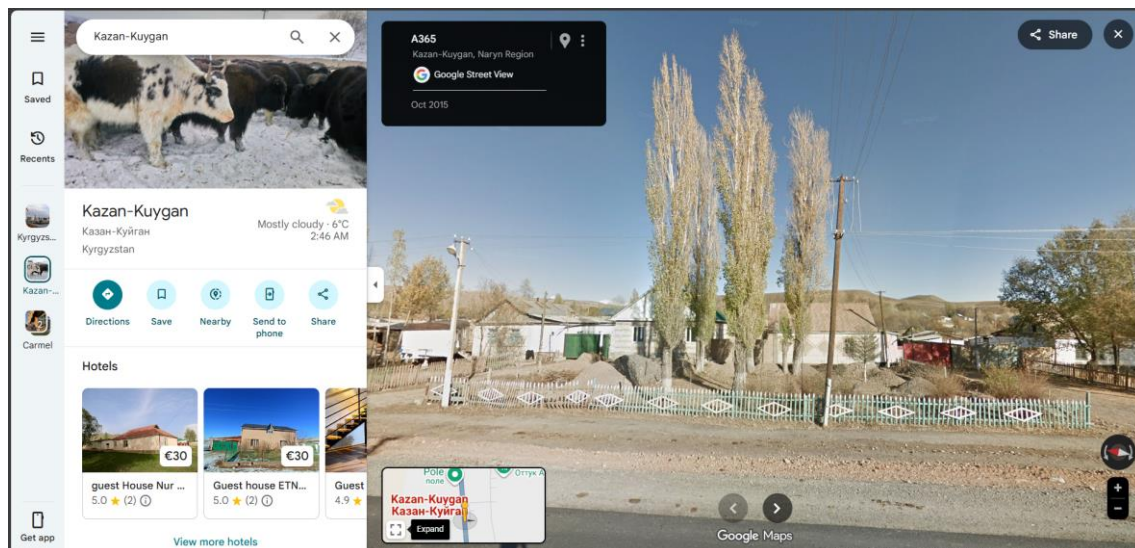 Kazan-Kuygan
Saved
Recents
Kyrgyzs...
Kazan-...
Carmel
Get app
Kazan-Kuygan
Казан-Куйган
Kyrgyzstan
Mostly cloudy · 6°C
2:46 AM
Directions
Save
Nearby
Send to
phone
Share
Hotels
€30
guest House Nur ...
5.0 ★ (2)
€30
Guest house ETN...
5.0 ★ (2)
Guest
4.9 ★
View more hotels
A365
Kazan-Kuygan, Naryn Region
Google Street View
Oct 2015
Share
Pole
поле
Оттук А
Kazan-Kuygan
Казан-Куйган
Expand
Google Maps